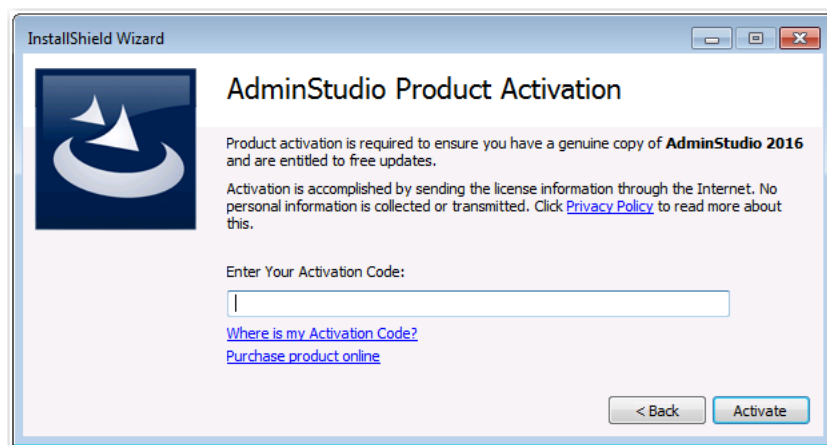 InstallShield Wizard
AdminStudio Product Activation
Product activation is required to ensure you have a genuine copy of AdminStudio 2016
and are entitled to free updates.
Activation is accomplished by sending the license information through the Internet. No
personal information is collected or transmitted. Click Privacy Policy to read more about
this.
Enter Your Activation Code:
Where is my Activation Code?
Purchase product online
< Back Activate